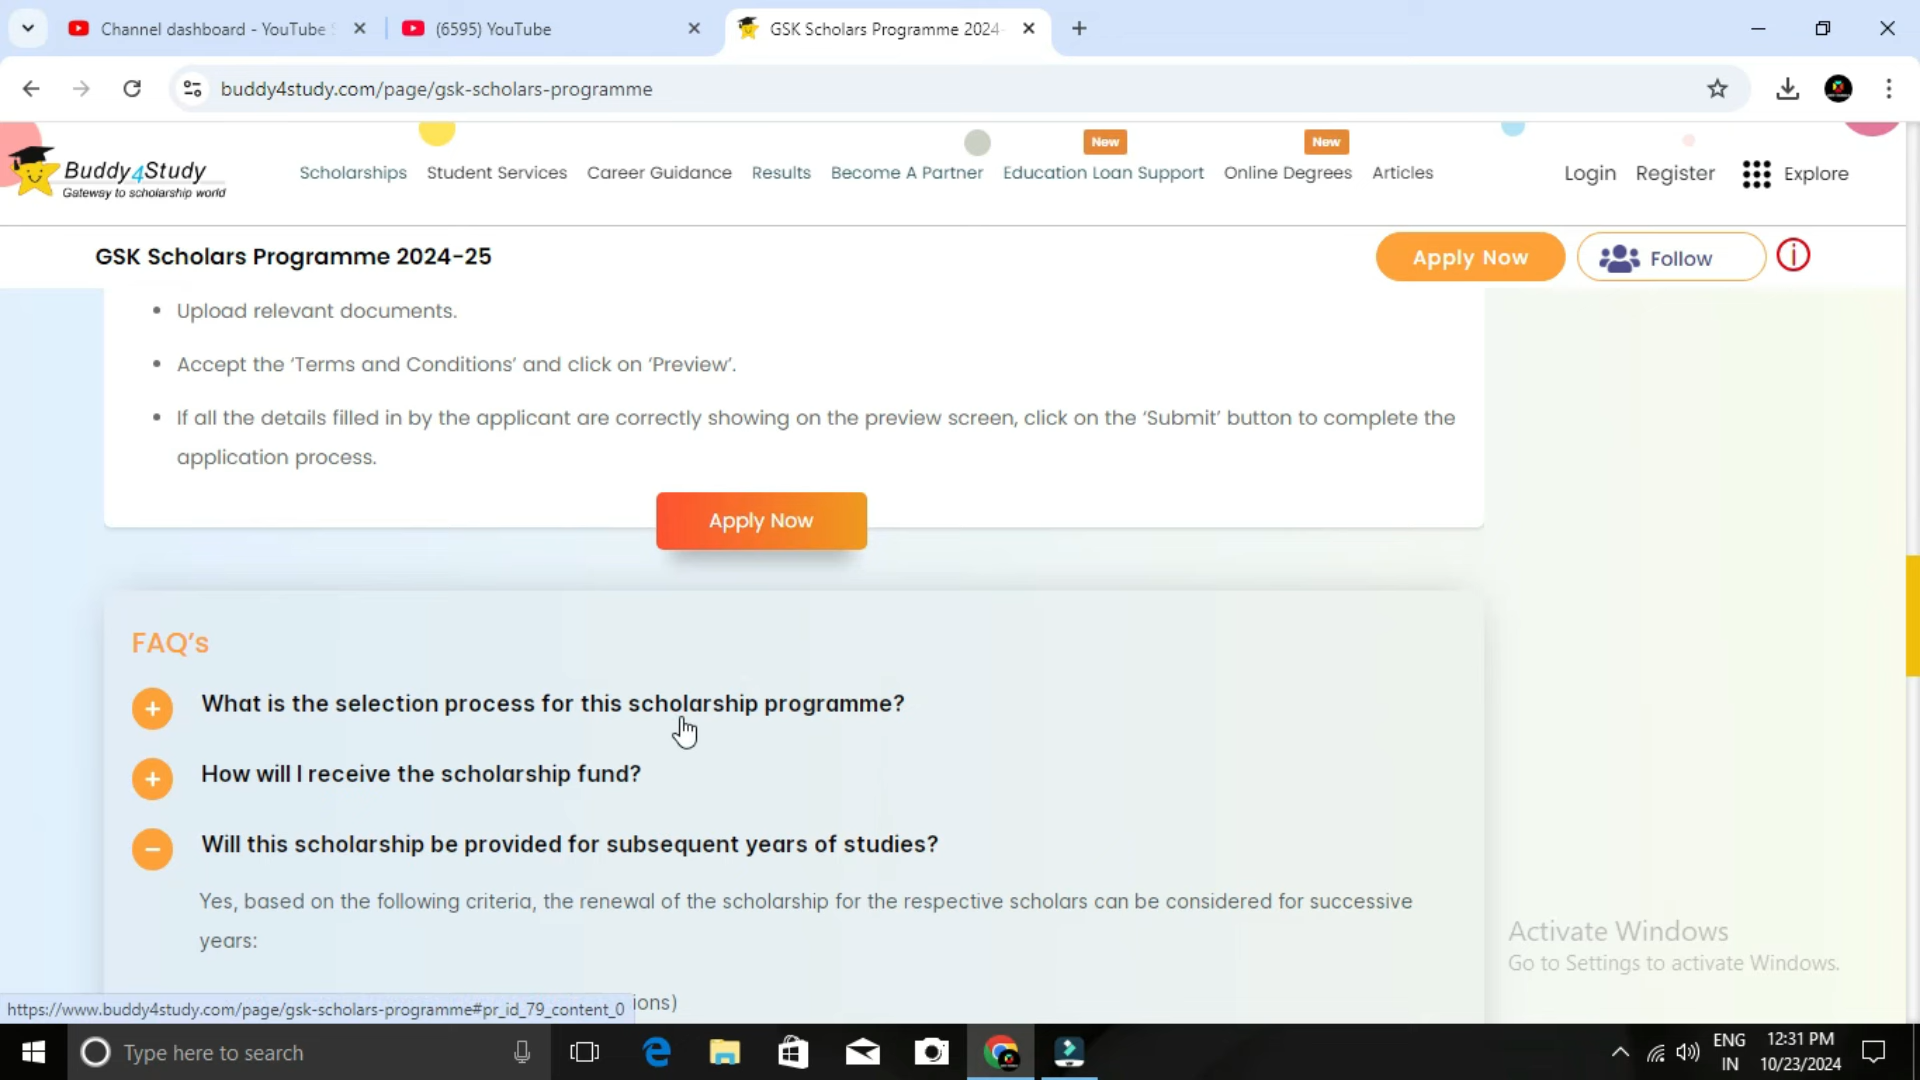 Channel dashboard - YouTube S
(6595) YouTube
GSK Scholars Programme 2024-
buddy4study.com/page/gsk-scholars-programme
Buddy4Study
Gateway to scholarship world
Scholarships
Student Services
Career Guidance
Results
Become A Partner
New
Education Loan Support
New
Online Degrees
Articles
Login
Register
Explore
GSK Scholars Programme 2024-25
Apply Now
Follow
• Upload relevant documents.
• Accept the ‘Terms and Conditions’ and click on ‘Preview’.
• If all the details filled in by the applicant are correctly showing on the preview screen, click on the ‘Submit’ button to complete the
application process.
Apply Now
FAQ’s
What is the selection process for this scholarship programme?
How will I receive the scholarship fund?
Will this scholarship be provided for subsequent years of studies?
Yes, based on the following criteria, the renewal of the scholarship for the respective scholars can be considered for successive
years:
Activate Windows
Go to Settings to activate Windows.
https://www.buddy4study.com/page/gsk-scholars-programme#pr_id_79_content_0
ions)
Type here to search
ENG
IN
12:31 PM
10/23/2024